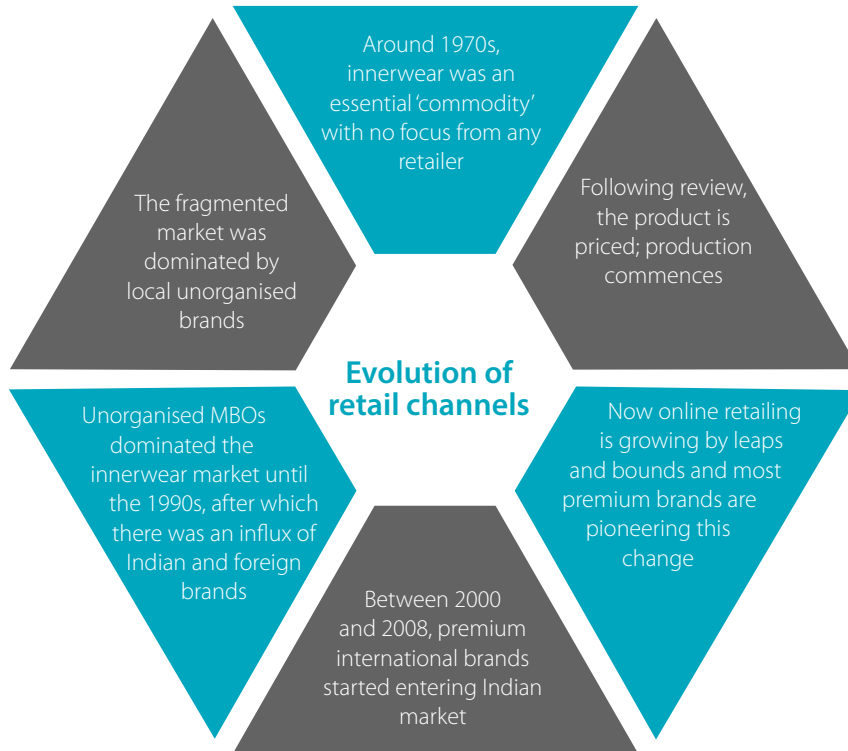 Around 1970s,
innerwear was an
essential 'commodity'
with no focus from any
retailer
Following review,
the product is
priced; production
commences
The fragmented
market was
dominated by
local unorganised
brands
Evolution of
retail channels
Unorganised MBOs
dominated the
innerwear market until
the 1990s, after which
there was an influx of
Indian and foreign
brands
Now online retailing
is growing by leaps
and bounds and most
premium brands are
pioneering this
change
Between 2000
and 2008, premium
international brands
started entering Indian
market